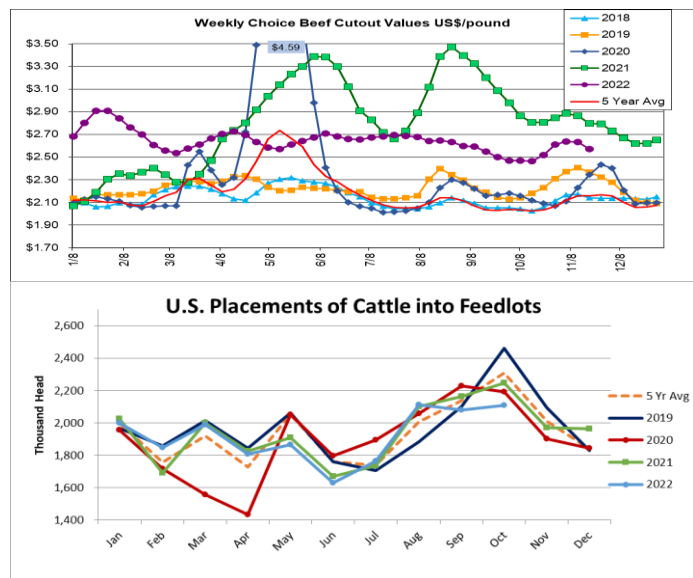 Weekly Choice Beef Cutout Values US$/pound
2018
2019
2020
2021
2022
5 Year Avg
$4.59
$3.50
$3.30
$3.10
$2.90
$2.70
$2.50
$2.30
$2.10
$1.90
$1.70
1/8
2/8
3/8
4/8
5/8
6/8
7/8
8/8
9/8
10/8
11/8
12/8
U.S. Placements of Cattle into Feedlots
Thousand Head
2,600
2,400
2,200
2,000
1,800
1,600
1,400
5 Yr Avg
2019
2020
2021
2022
Jan
Feb
Mar
Apr
May
Jun
Jul
Aug
Sep
Oct
Nov
Dec